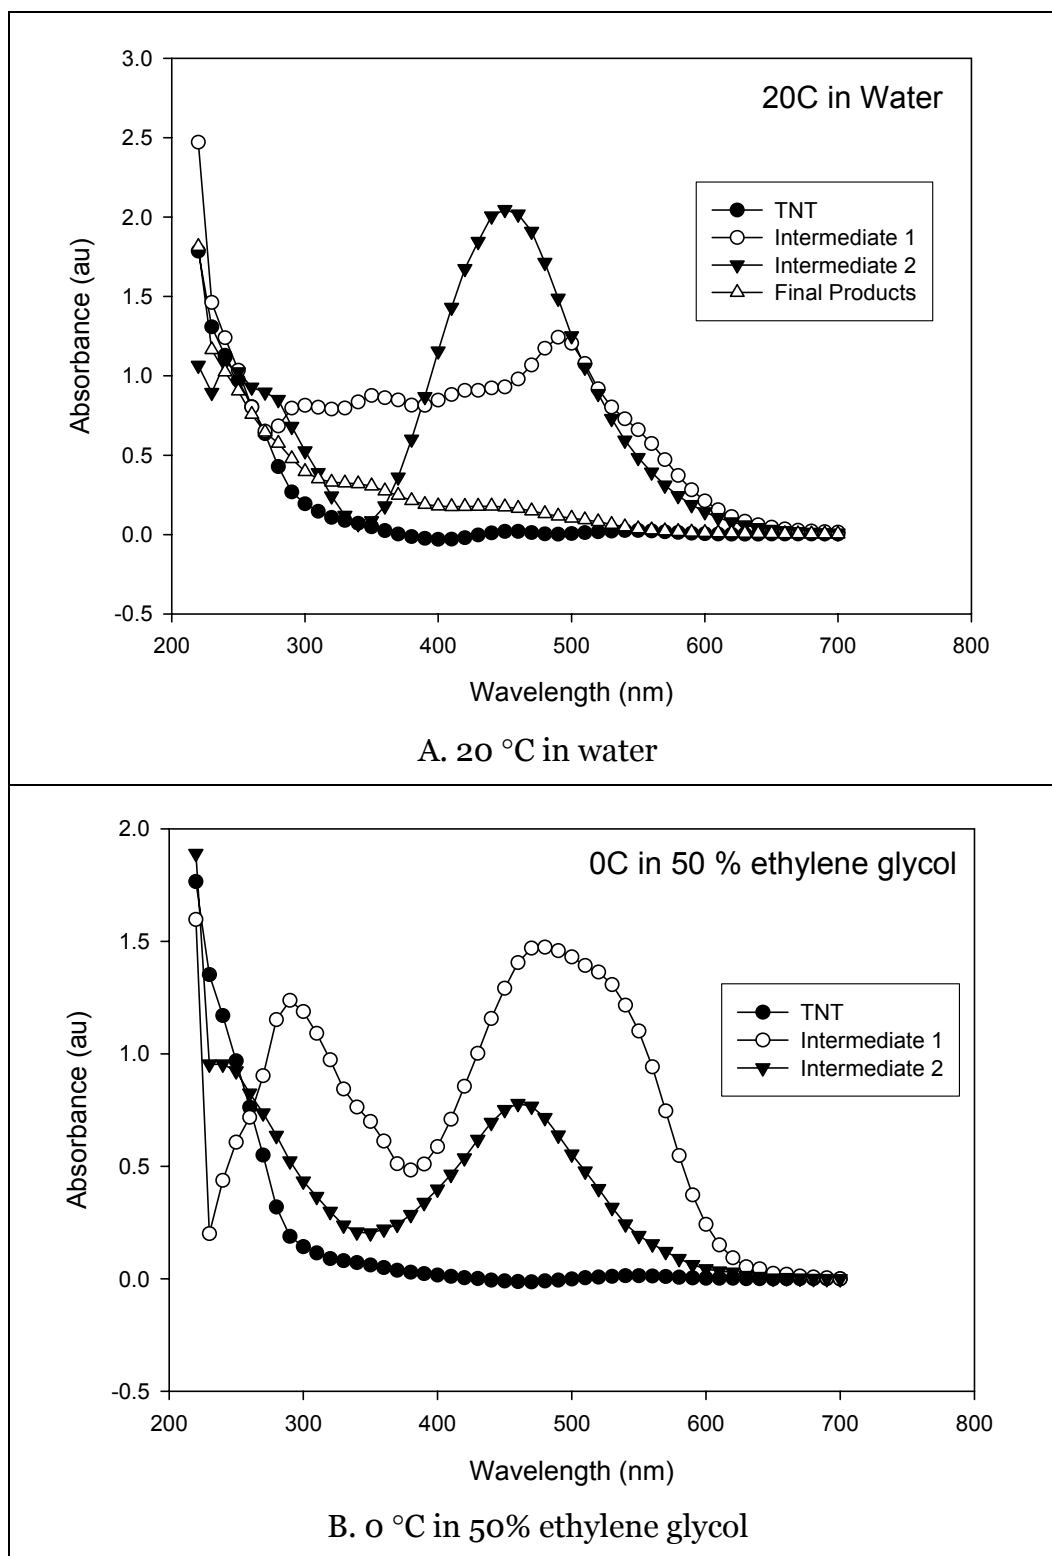 3.0
2.5
2.0
1.5
1.0
0.5
0.0
-0.5
Absorbance (au)
20C in Water
TNT
Intermediate 1
Intermediate 2
Final Products
200 300 400 500 600 700 800
Wavelength (nm)
A. 20 °C in water
2.0
1.5
1.0
0.5
0.0
-0.5
Absorbance (au)
0C in 50 % ethylene glycol
TNT
Intermediate 1
Intermediate 2
200 300 400 500 600 700 800
Wavelength (nm)
B. 0 °C in 50% ethylene glycol